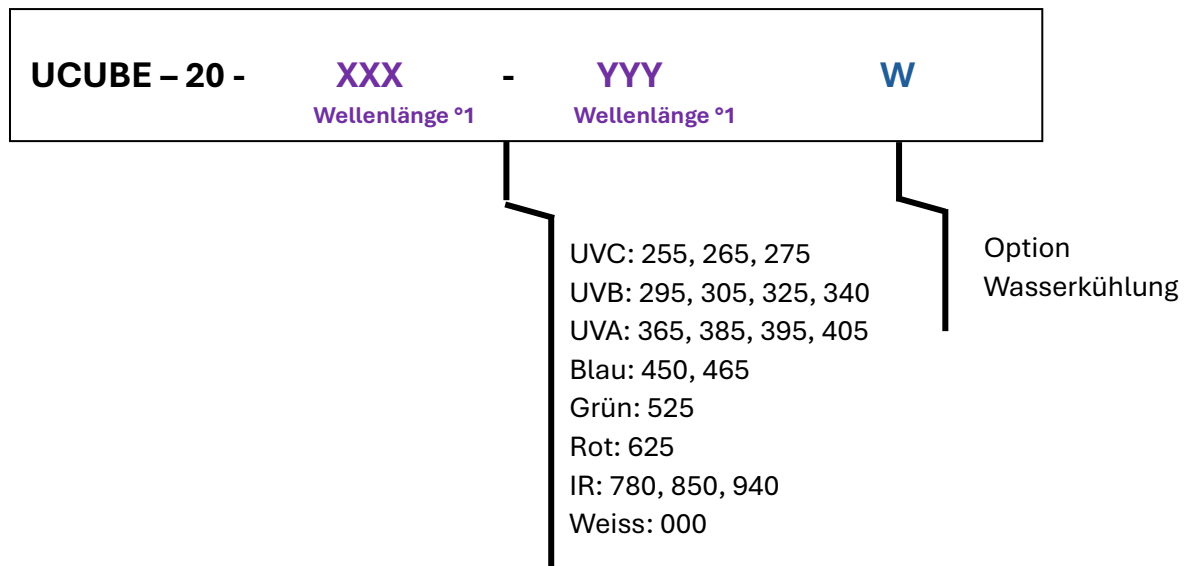 UCUBE – 20 - XXX - YYY W
Wellenlänge °1 Wellenlänge °1
UVC: 255, 265, 275
UVB: 295, 305, 325, 340
UVA: 365, 385, 395, 405
Blau: 450, 465
Grün: 525
Rot: 625
IR: 780, 850, 940
Weiss: 000
Option
Wasserkühlung